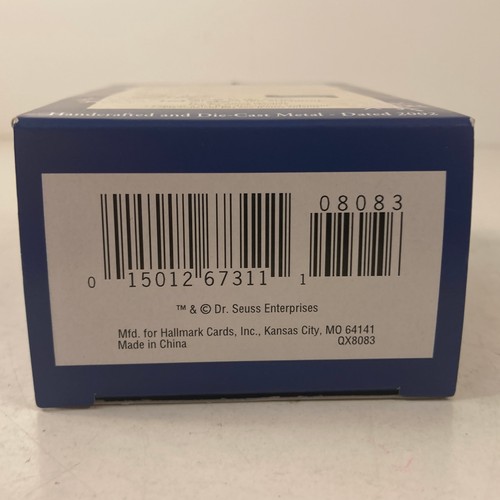 Handcrafted and Die-Cast Metal Dated 2002
08083
0 15012 67311 1
™ & © Dr. Seuss Enterprises
Mfd. for Hallmark Cards, Inc., Kansas City, MO 64141
Made in China QX8083